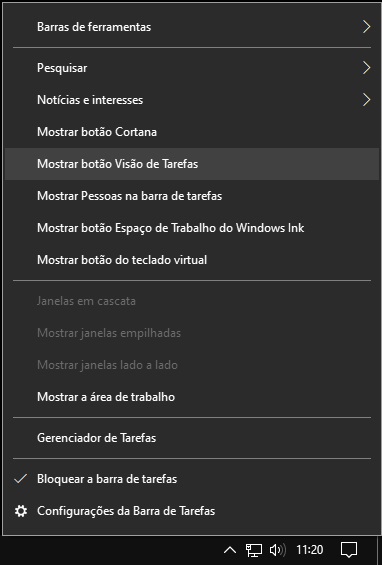 Barras de ferramentas
Pesquisar
Notícias e interesses
Mostrar botão Cortana
Mostrar botão Visão de Tarefas
Mostrar Pessoas na barra de tarefas
Mostrar botão Espaço de Trabalho do Windows Ink
Mostrar botão do teclado virtual
Janelas em cascata
Mostrar janelas empilhadas
Mostrar janelas lado a lado
Mostrar a área de trabalho
Gerenciador de Tarefas
Bloquear a barra de tarefas
Configurações da Barra de Tarefas
11:20